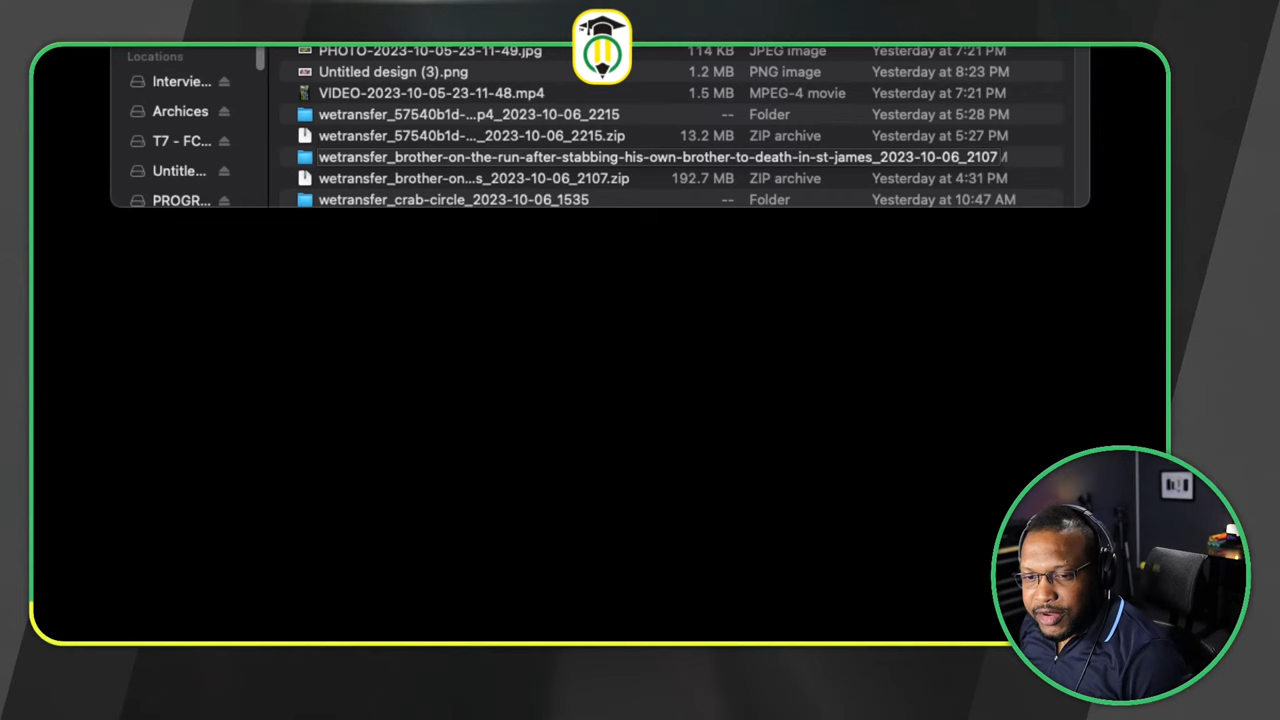 Locations
PHOTO-2023-10-05-23-11-49.jpg 114 KB JPEG image Yesterday at 7:21 PM
Intervie... Untitled design (3).png 1.2 MB PNG image Yesterday at 8:23 PM
VIDEO-2023-10-05-23-11-48.mp4 1.5 MB MPEG-4 movie Yesterday at 7:21 PM
Archices wetransfer_57540b1d-...p4_2023-10-06_2215 -- Folder Yesterday at 5:28 PM
T7 - FC... wetransfer_57540b1d-..._2023-10-06_2215.zip 13.2 MB ZIP archive Yesterday at 5:27 PM
wetransfer_brother-on-the-run-after-stabbing-his-own-brother-to-death-in-st-james_2023-10-06_2107
Untitle... wetransfer_brother-on...s_2023-10-06_2107.zip 192.7 MB ZIP archive Yesterday at 4:31 PM
PROGR... wetransfer_crab-circle_2023-10-06_1535 -- Folder Yesterday at 10:47 AM